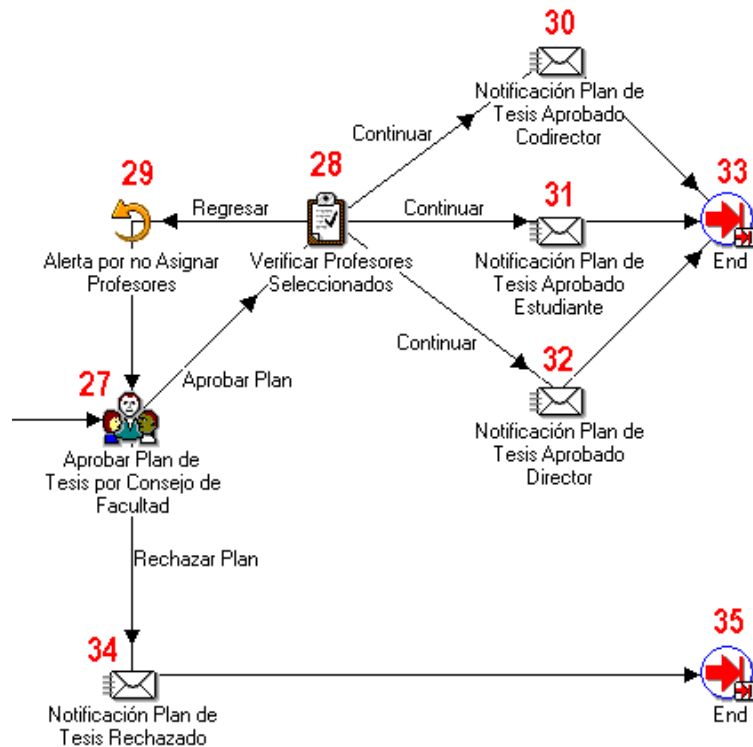 30
Notificación Plan de
Tesis Aprobado
Codirector
Continuar
29
28
33
31
Regresar
Continuar
Alerta por no Asignar
Profesores
Verificar Profesores
Seleccionados
Notificación Plan de
Tesis Aprobado
Estudiante
End
Continuar
32
27
Aprobar Plan
Notificación Plan de
Tesis Aprobado
Director
Aprobar Plan de
Tesis por Consejo de
Facultad
Rechazar Plan
34
35
Notificación Plan de
Tesis Rechazado
End